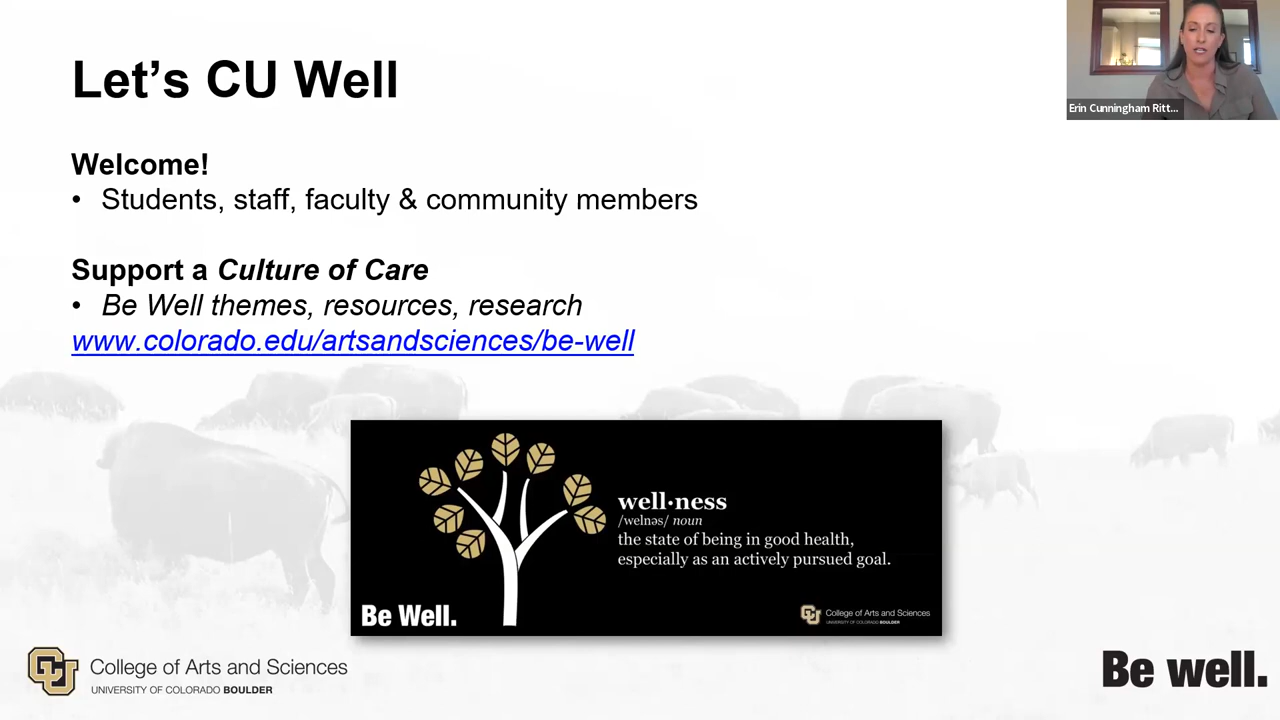 Let's CU Well
Erin Cunningham Ritt...
Welcome!
• Students, staff, faculty & community members
Support a Culture of Care
• Be Well themes, resources, research
www.colorado.edu/artsandsciences/be-well
well·ness
/welnəs/ noun
the state of being in good health,
especially as an actively pursued goal.
Be Well.
CU
College of Arts and Sciences
UNIVERSITY OF COLORADO BOULDER
CU
College of Arts and Sciences
UNIVERSITY OF COLORADO BOULDER
Be well.